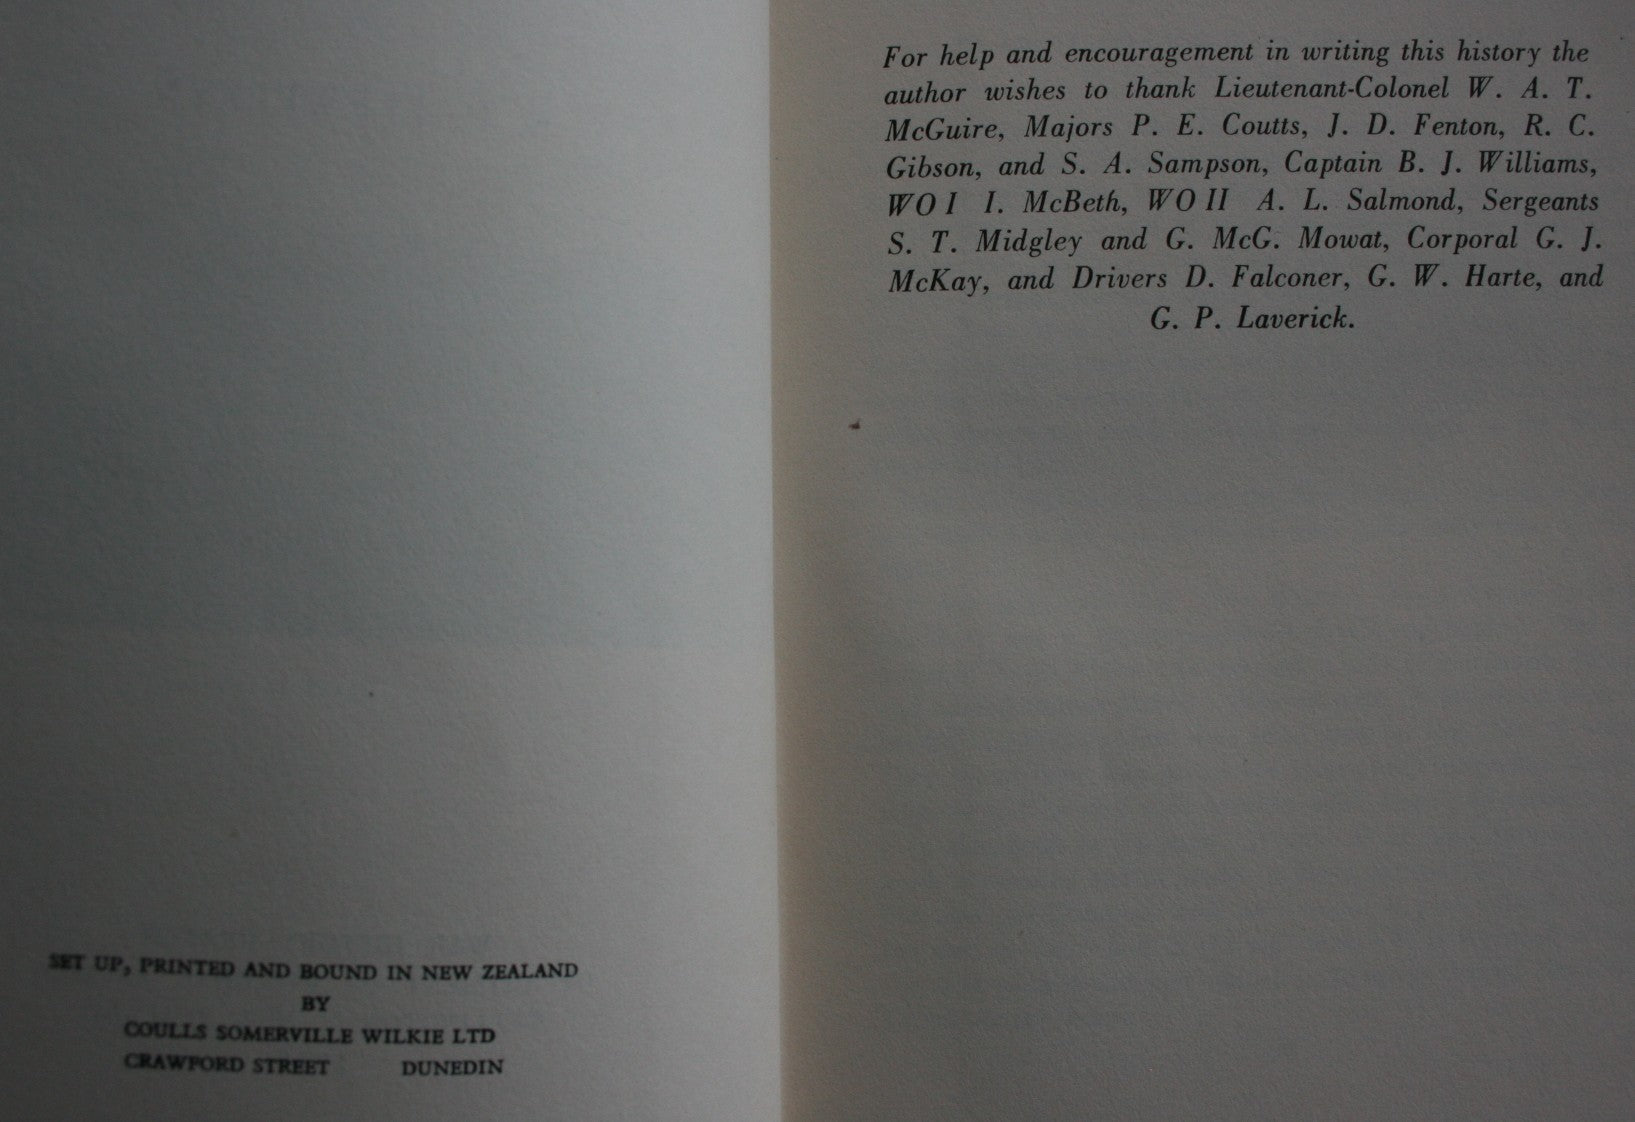 SET UP, PRINTED AND BOUND IN NEW ZEALAND
BY
COULLS SOMERVILLE WILKIE LTD
CRAWFORD STREET DUNEDIN
For help and encouragement in writing this history the
author wishes to thank Lieutenant-Colonel W. A. T.
McGuire, Majors P. E. Coutts, J. D. Fenton, R. C.
Gibson, and S. A. Sampson, Captain B. J. Williams,
WO I I. McBeth, WO II A. L. Salmond, Sergeants
S. T. Midgley and G. McG. Mowat, Corporal G. J.
McKay, and Drivers D. Falconer, G. W. Harte, and
G. P. Laverick.